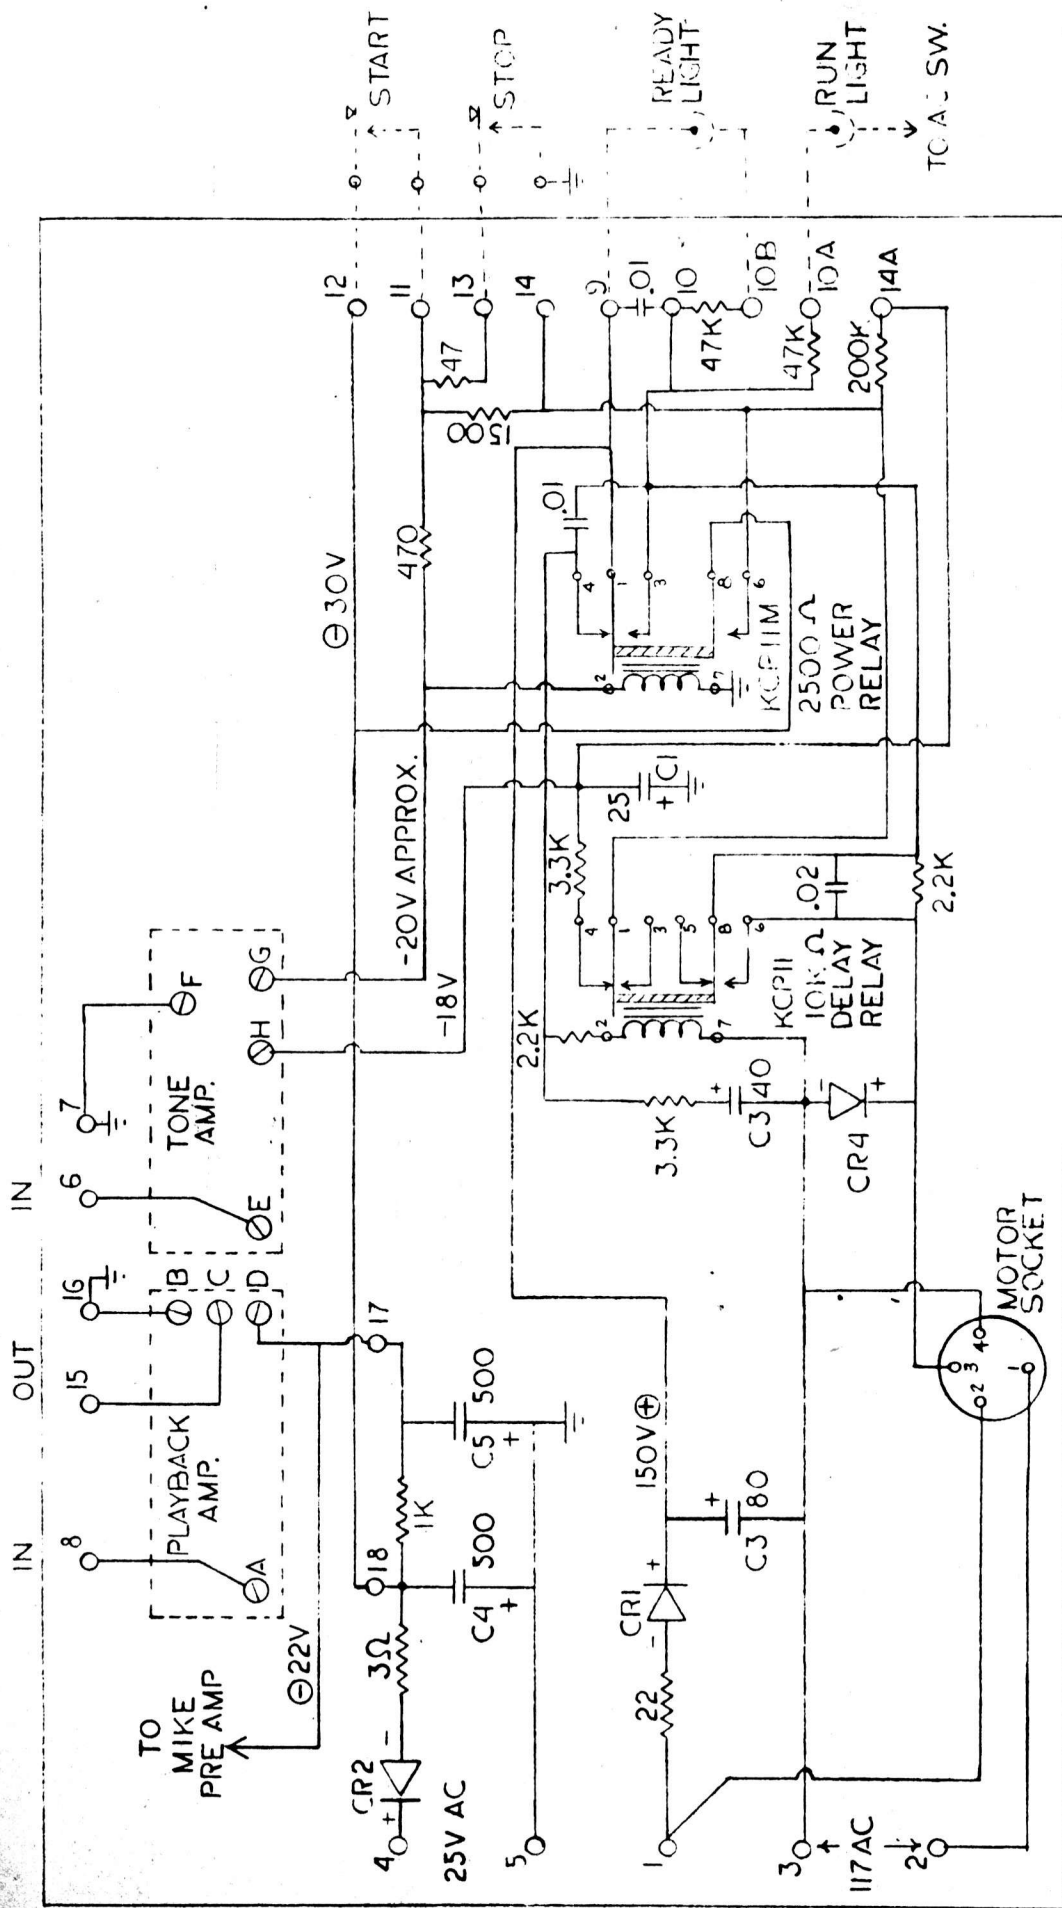 IN
OUT
IN
8
15
16
6
7
PLAYBACK
AMP.
A
B
C
D
TONE
AMP.
E
F
G
H
TO
MIKE
PRE AMP
⊖22V
17
18
-20V APPROX.
-18V
⊖ 30V
470
47
1500
12
11
13
14
9
.01
10
47K
10B
47K
10A
200K
14A
START
STOP
READY
LIGHT
RUN
LIGHT
TO AC SW.
4
CR2
+
-
25V AC
5
3Ω
1K
C4
500
+
C5
500
+
1
22
CR1
-
+
150V⊕
C3
80
+
3
117AC
2
MOTOR
SOCKET
1
2
3
4
2.2K
3.3K
C3
40
+
CR4
-
+
3.3K
25
+
C1
2
7
4
1
3
5
8
6
KCP11
10K Ω
DELAY
RELAY
.02
2.2K
.01
2
7
4
1
3
8
6
KCP11M
2500 Ω
POWER
RELAY